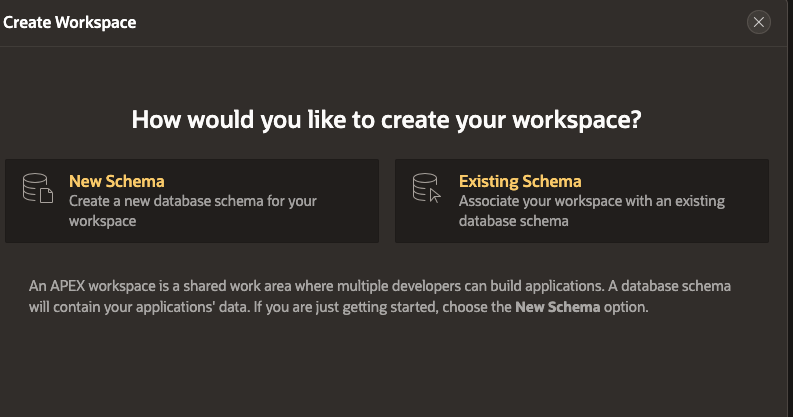 Create Workspace
How would you like to create your workspace?
New Schema
Create a new database schema for your
workspace
Existing Schema
Associate your workspace with an existing
database schema
An APEX workspace is a shared work area where multiple developers can build applications. A database schema
will contain your applications' data. If you are just getting started, choose the New Schema option.